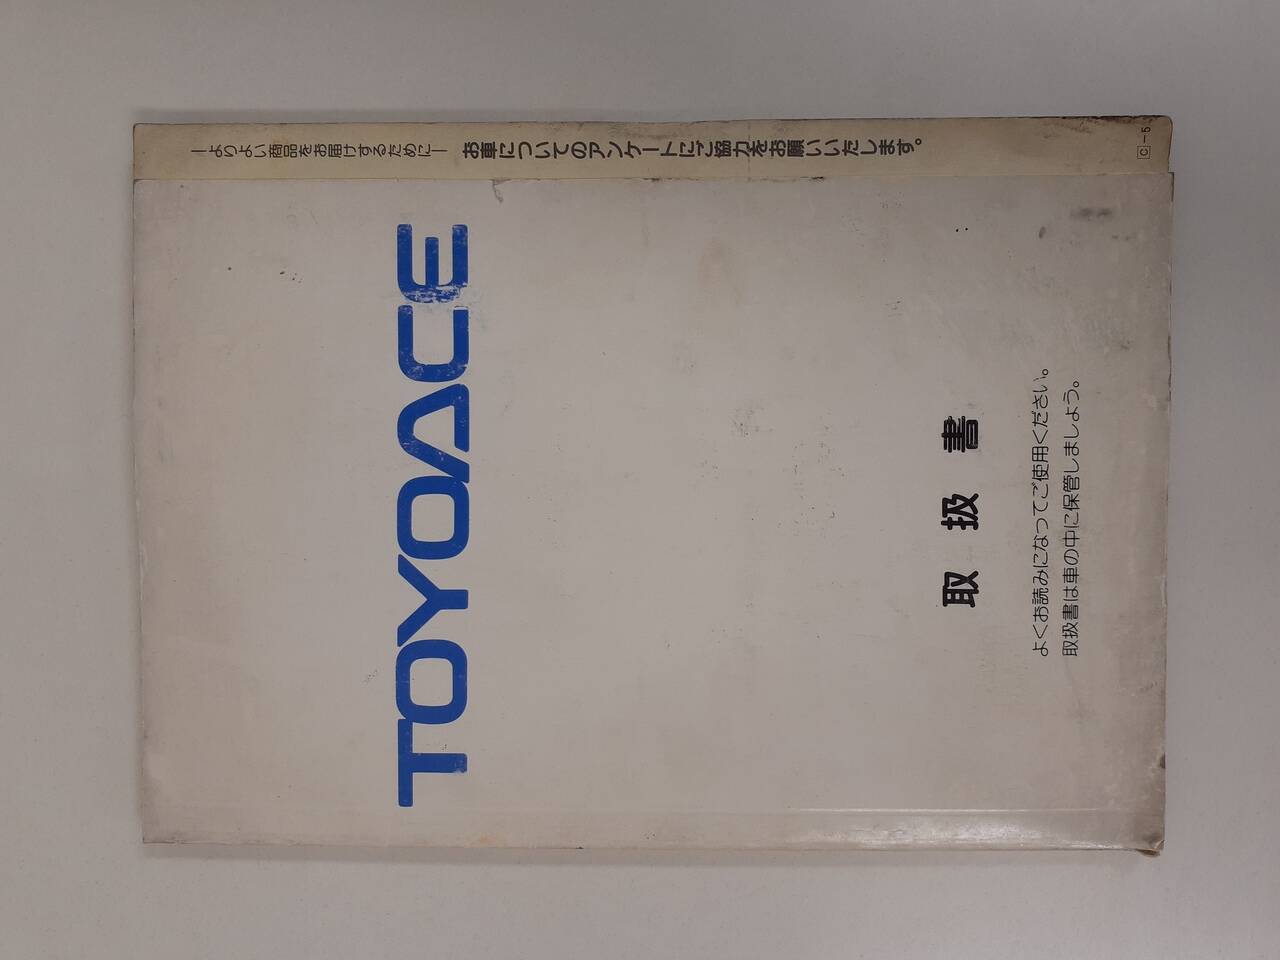 TOYOACE
取扱書
よくお読みになってご使用ください。
取扱書は車の中に保管しましょう。
―よりよい商品をお届けするために― お車についてのアンケートにご協力をお願いいたします。
C-5